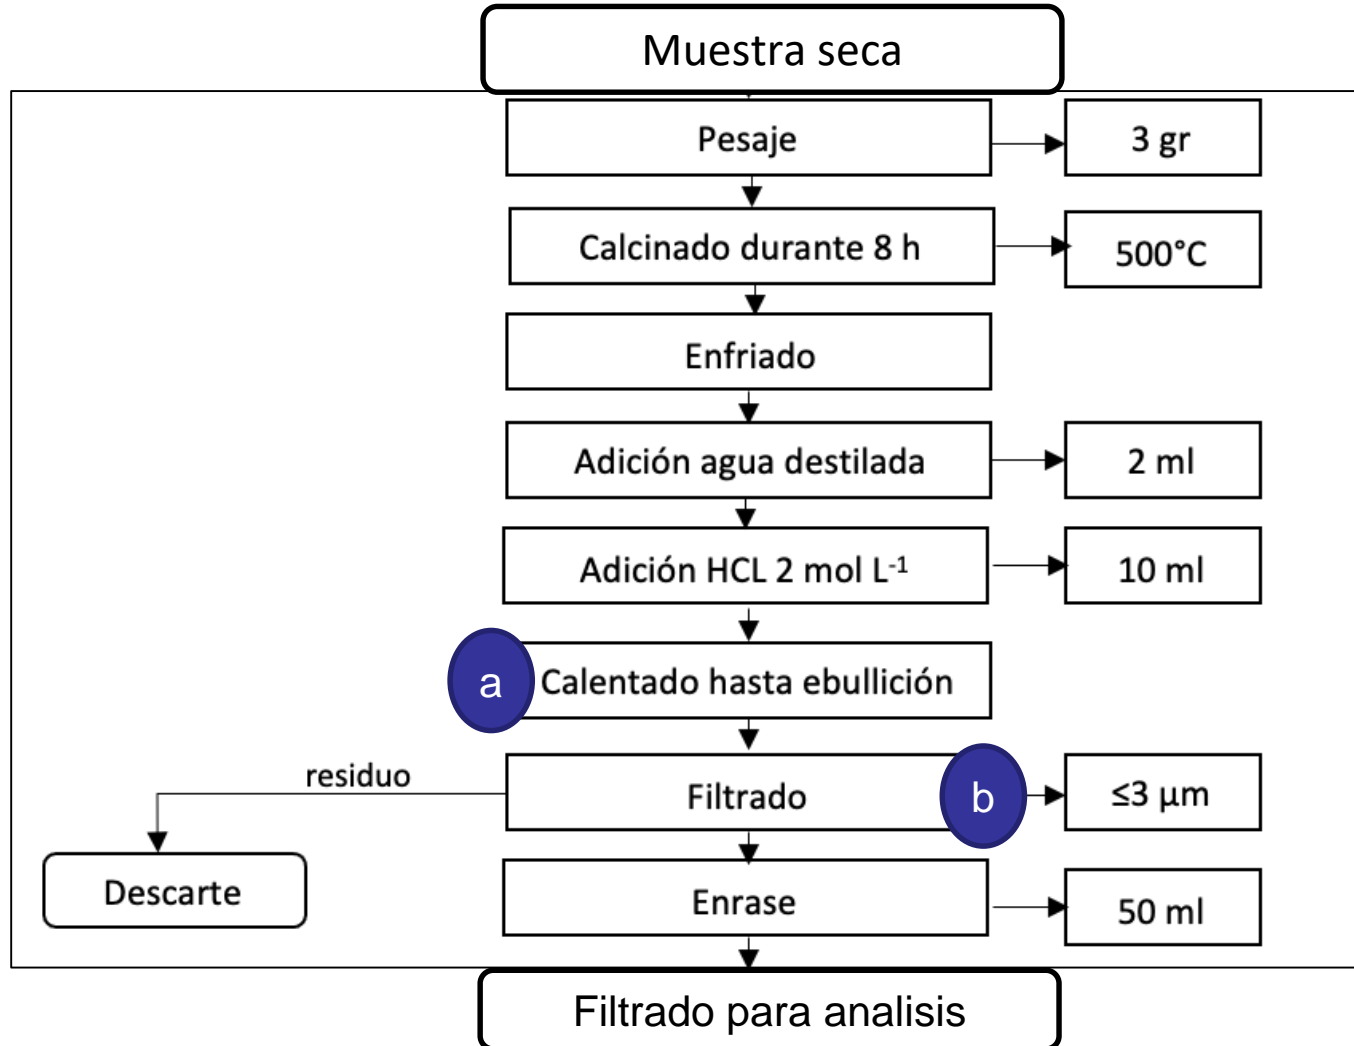 Muestra seca
Pesaje
3 gr
Calcinado durante 8 h
500°C
Enfriado
Adición agua destilada
2 ml
Adición HCL 2 mol L⁻¹
10 ml
a
Calentado hasta ebullición
residuo
Filtrado
b
≤3 μm
Descarte
Enrase
50 ml
Filtrado para analisis